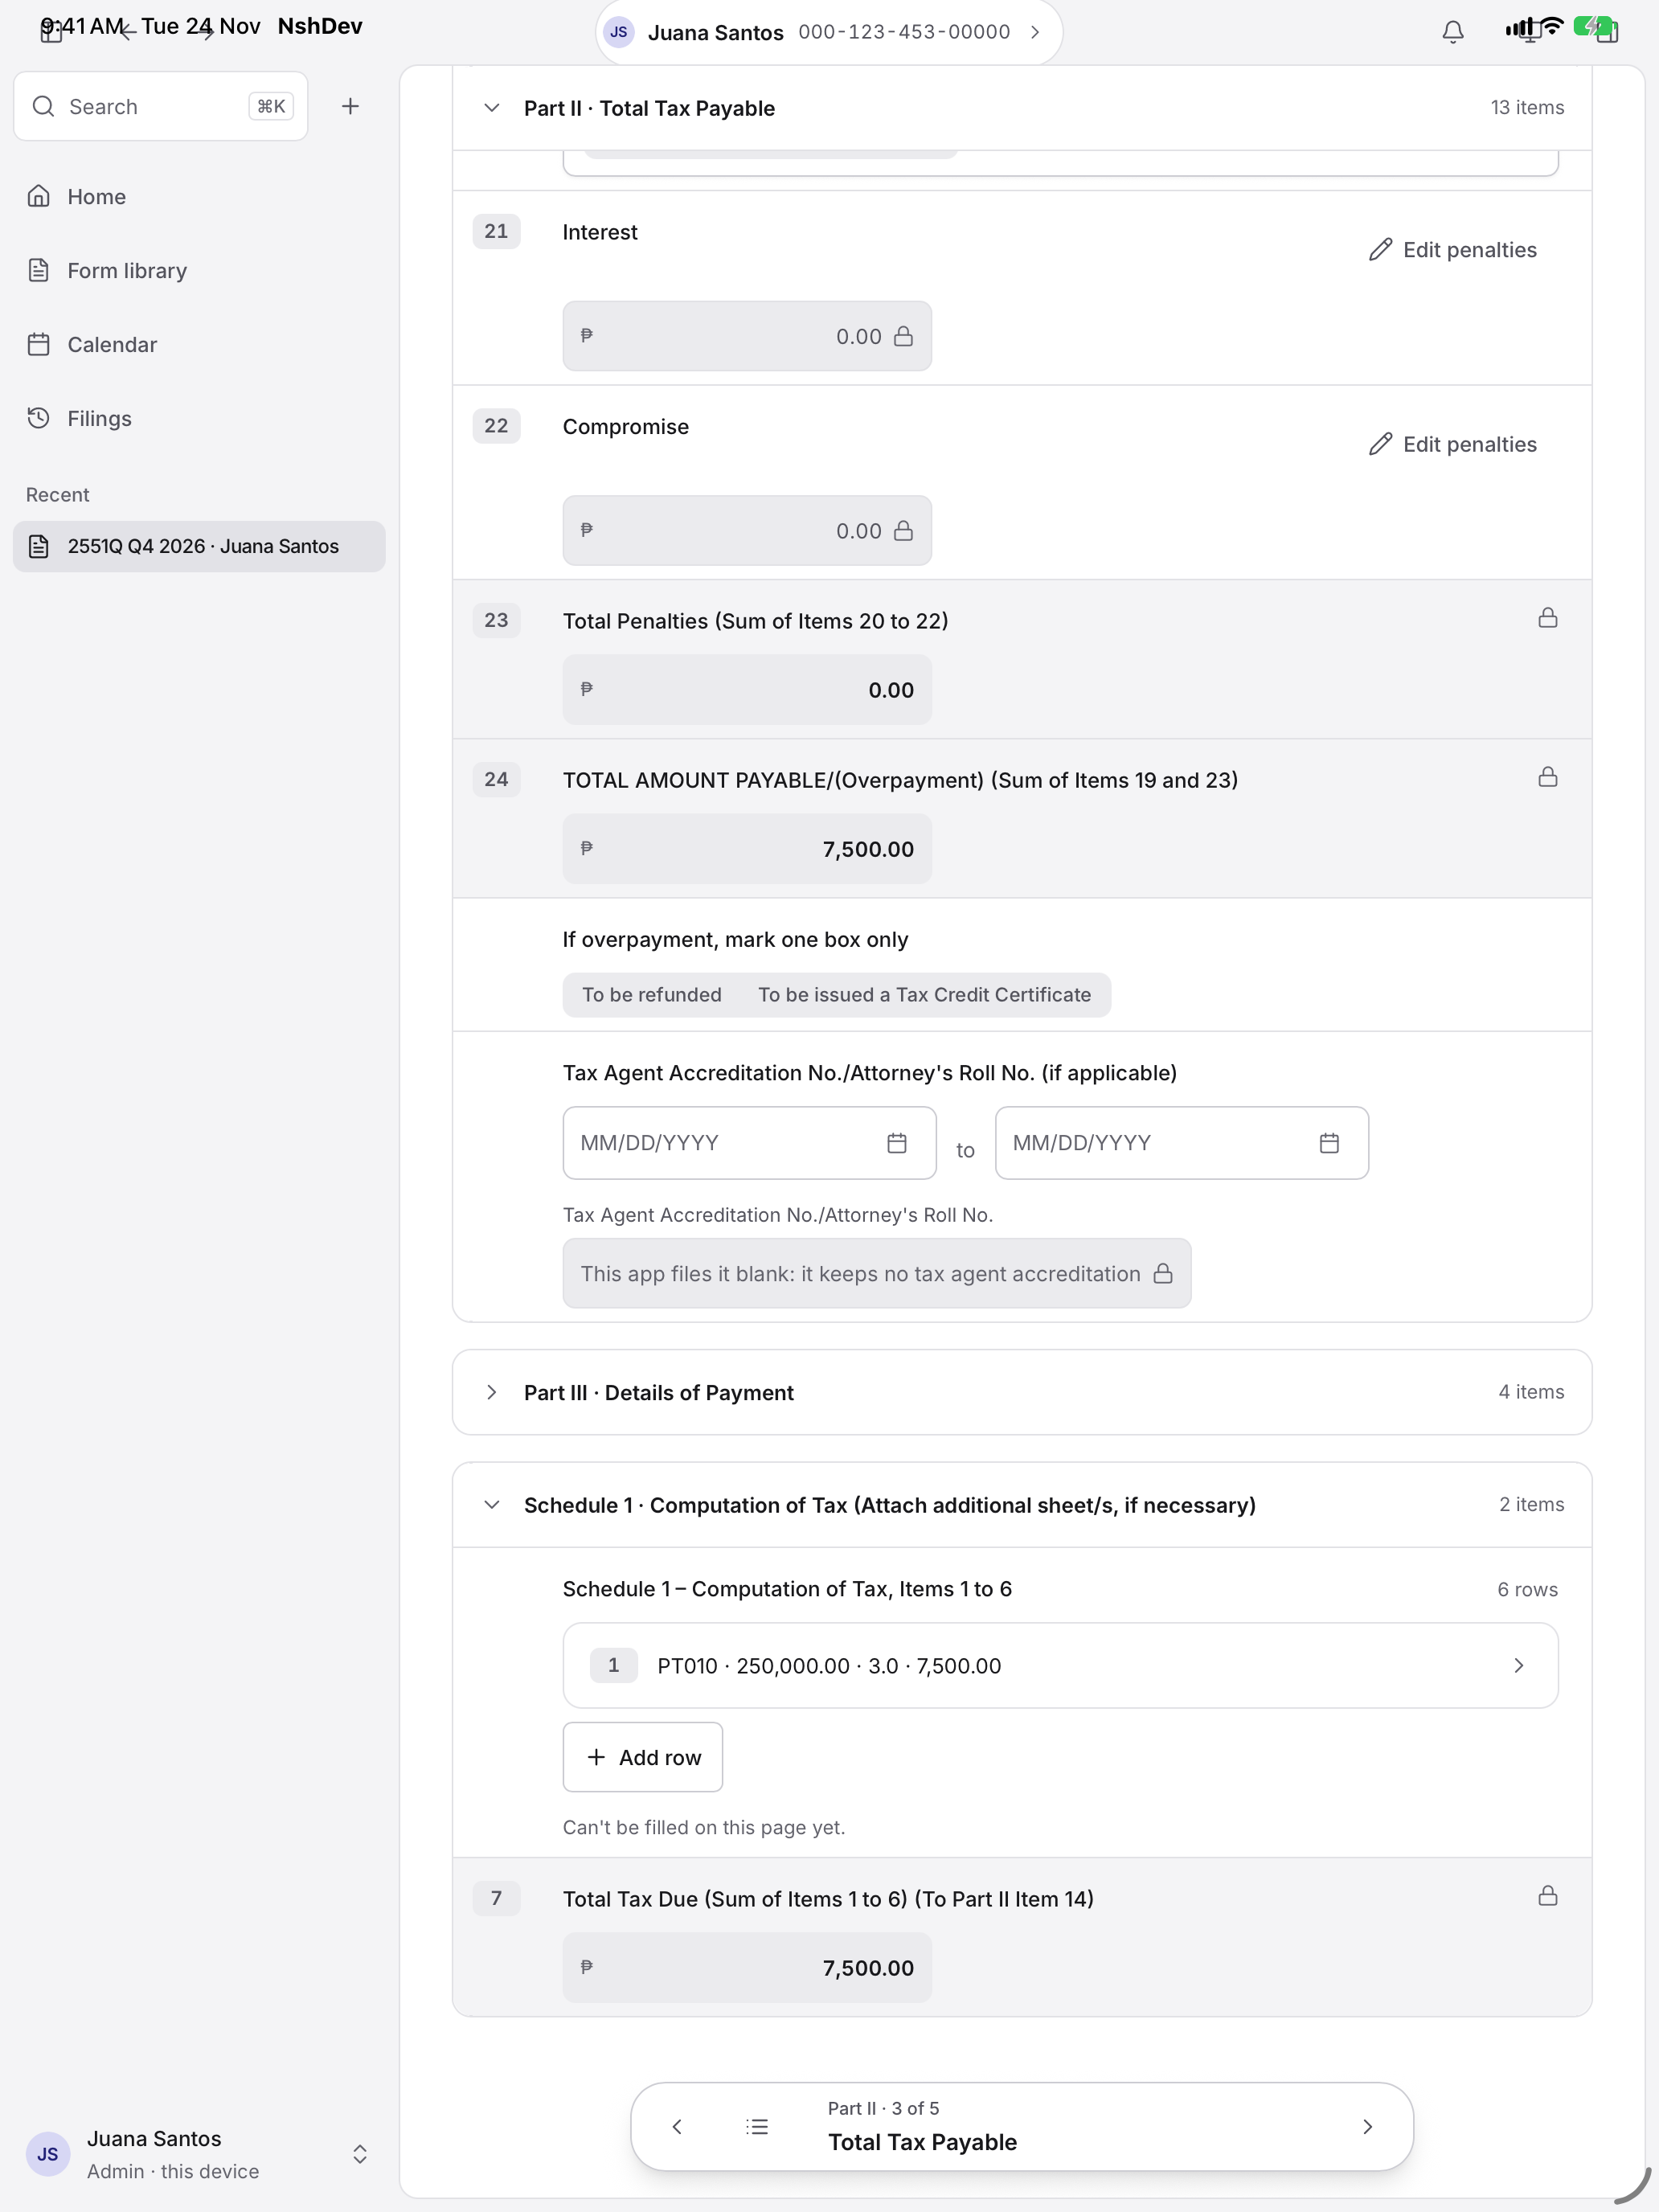 9:41 AM Tue 24 Nov NshDev
JS Juana Santos 000-123-453-00000
Search ⌘K
Home
Form library
Calendar
Filings
Recent
2551Q Q4 2026 · Juana Santos
Part II · Total Tax Payable 13 items
21 Interest
Edit penalties
₱ 0.00
22 Compromise
Edit penalties
₱ 0.00
23 Total Penalties (Sum of Items 20 to 22)
₱ 0.00
24 TOTAL AMOUNT PAYABLE/(Overpayment) (Sum of Items 19 and 23)
₱ 7,500.00
If overpayment, mark one box only
To be refunded To be issued a Tax Credit Certificate
Tax Agent Accreditation No./Attorney's Roll No. (if applicable)
MM/DD/YYYY to MM/DD/YYYY
Tax Agent Accreditation No./Attorney's Roll No.
This app files it blank: it keeps no tax agent accreditation
Part III · Details of Payment 4 items
Schedule 1 · Computation of Tax (Attach additional sheet/s, if necessary) 2 items
Schedule 1 – Computation of Tax, Items 1 to 6 6 rows
1 PT010 · 250,000.00 · 3.0 · 7,500.00
Add row
Can't be filled on this page yet.
7 Total Tax Due (Sum of Items 1 to 6) (To Part II Item 14)
₱ 7,500.00
Part II · 3 of 5
Total Tax Payable
JS Juana Santos
Admin · this device